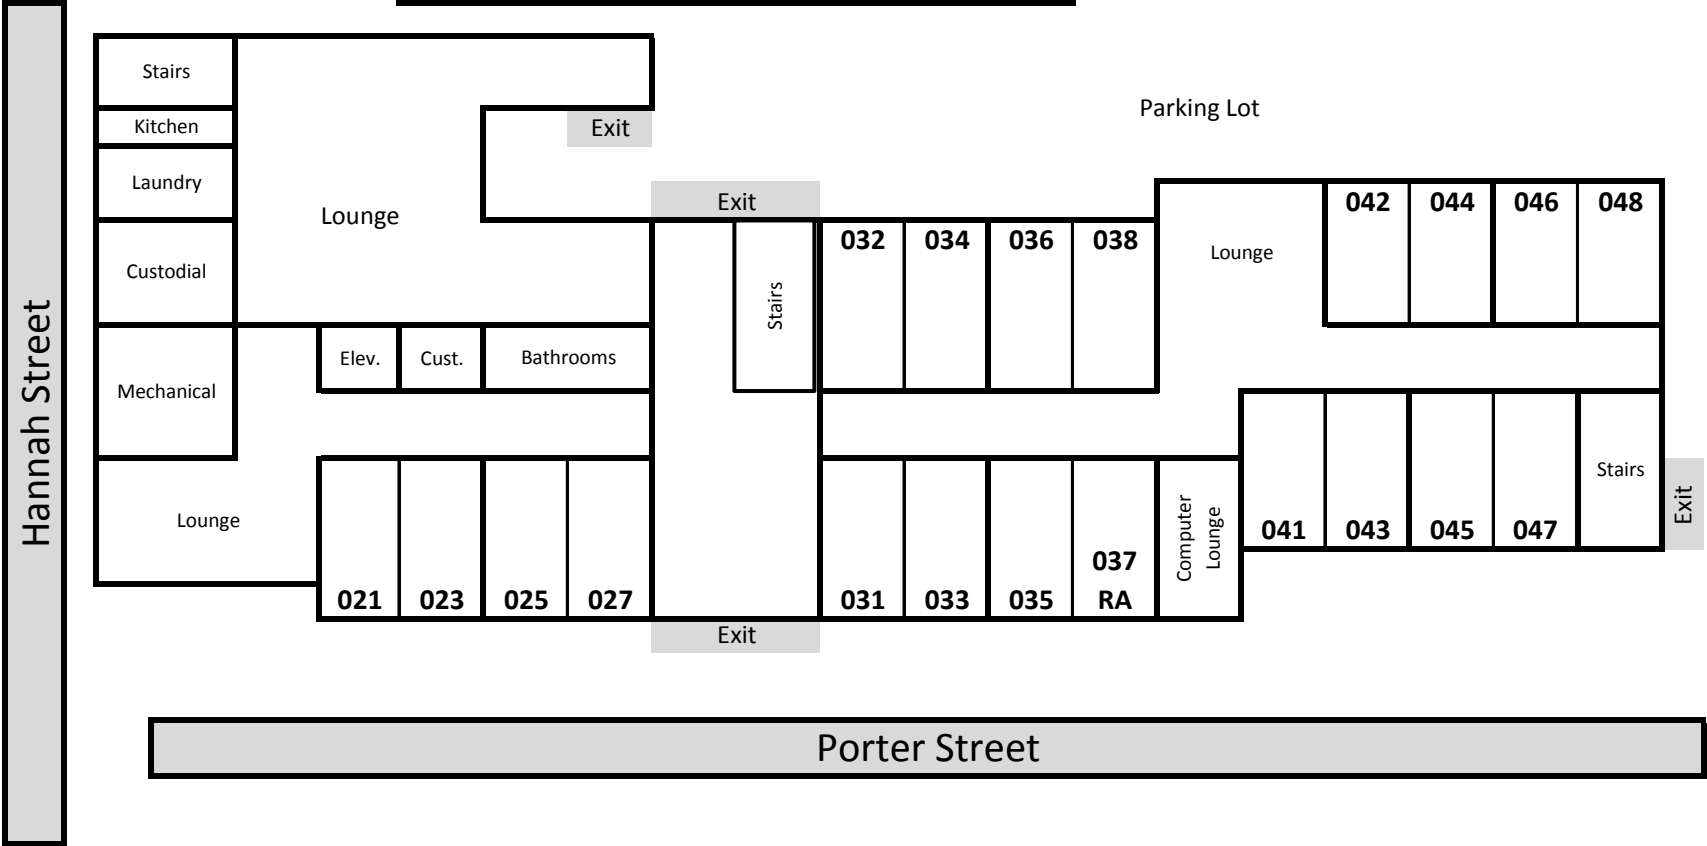 Stairs
Kitchen
Exit
Parking Lot
Laundry
Lounge
Exit
042 044 046 048
032 034 036 038
Lounge
Custodial
Stairs
Hannah Street
Elev. Cust. Bathrooms
Mechanical
Stairs
Lounge
Computer
Lounge
Exit
041 043 045 047
037
021 023 025 027
031 033 035 RA
Exit
Porter Street